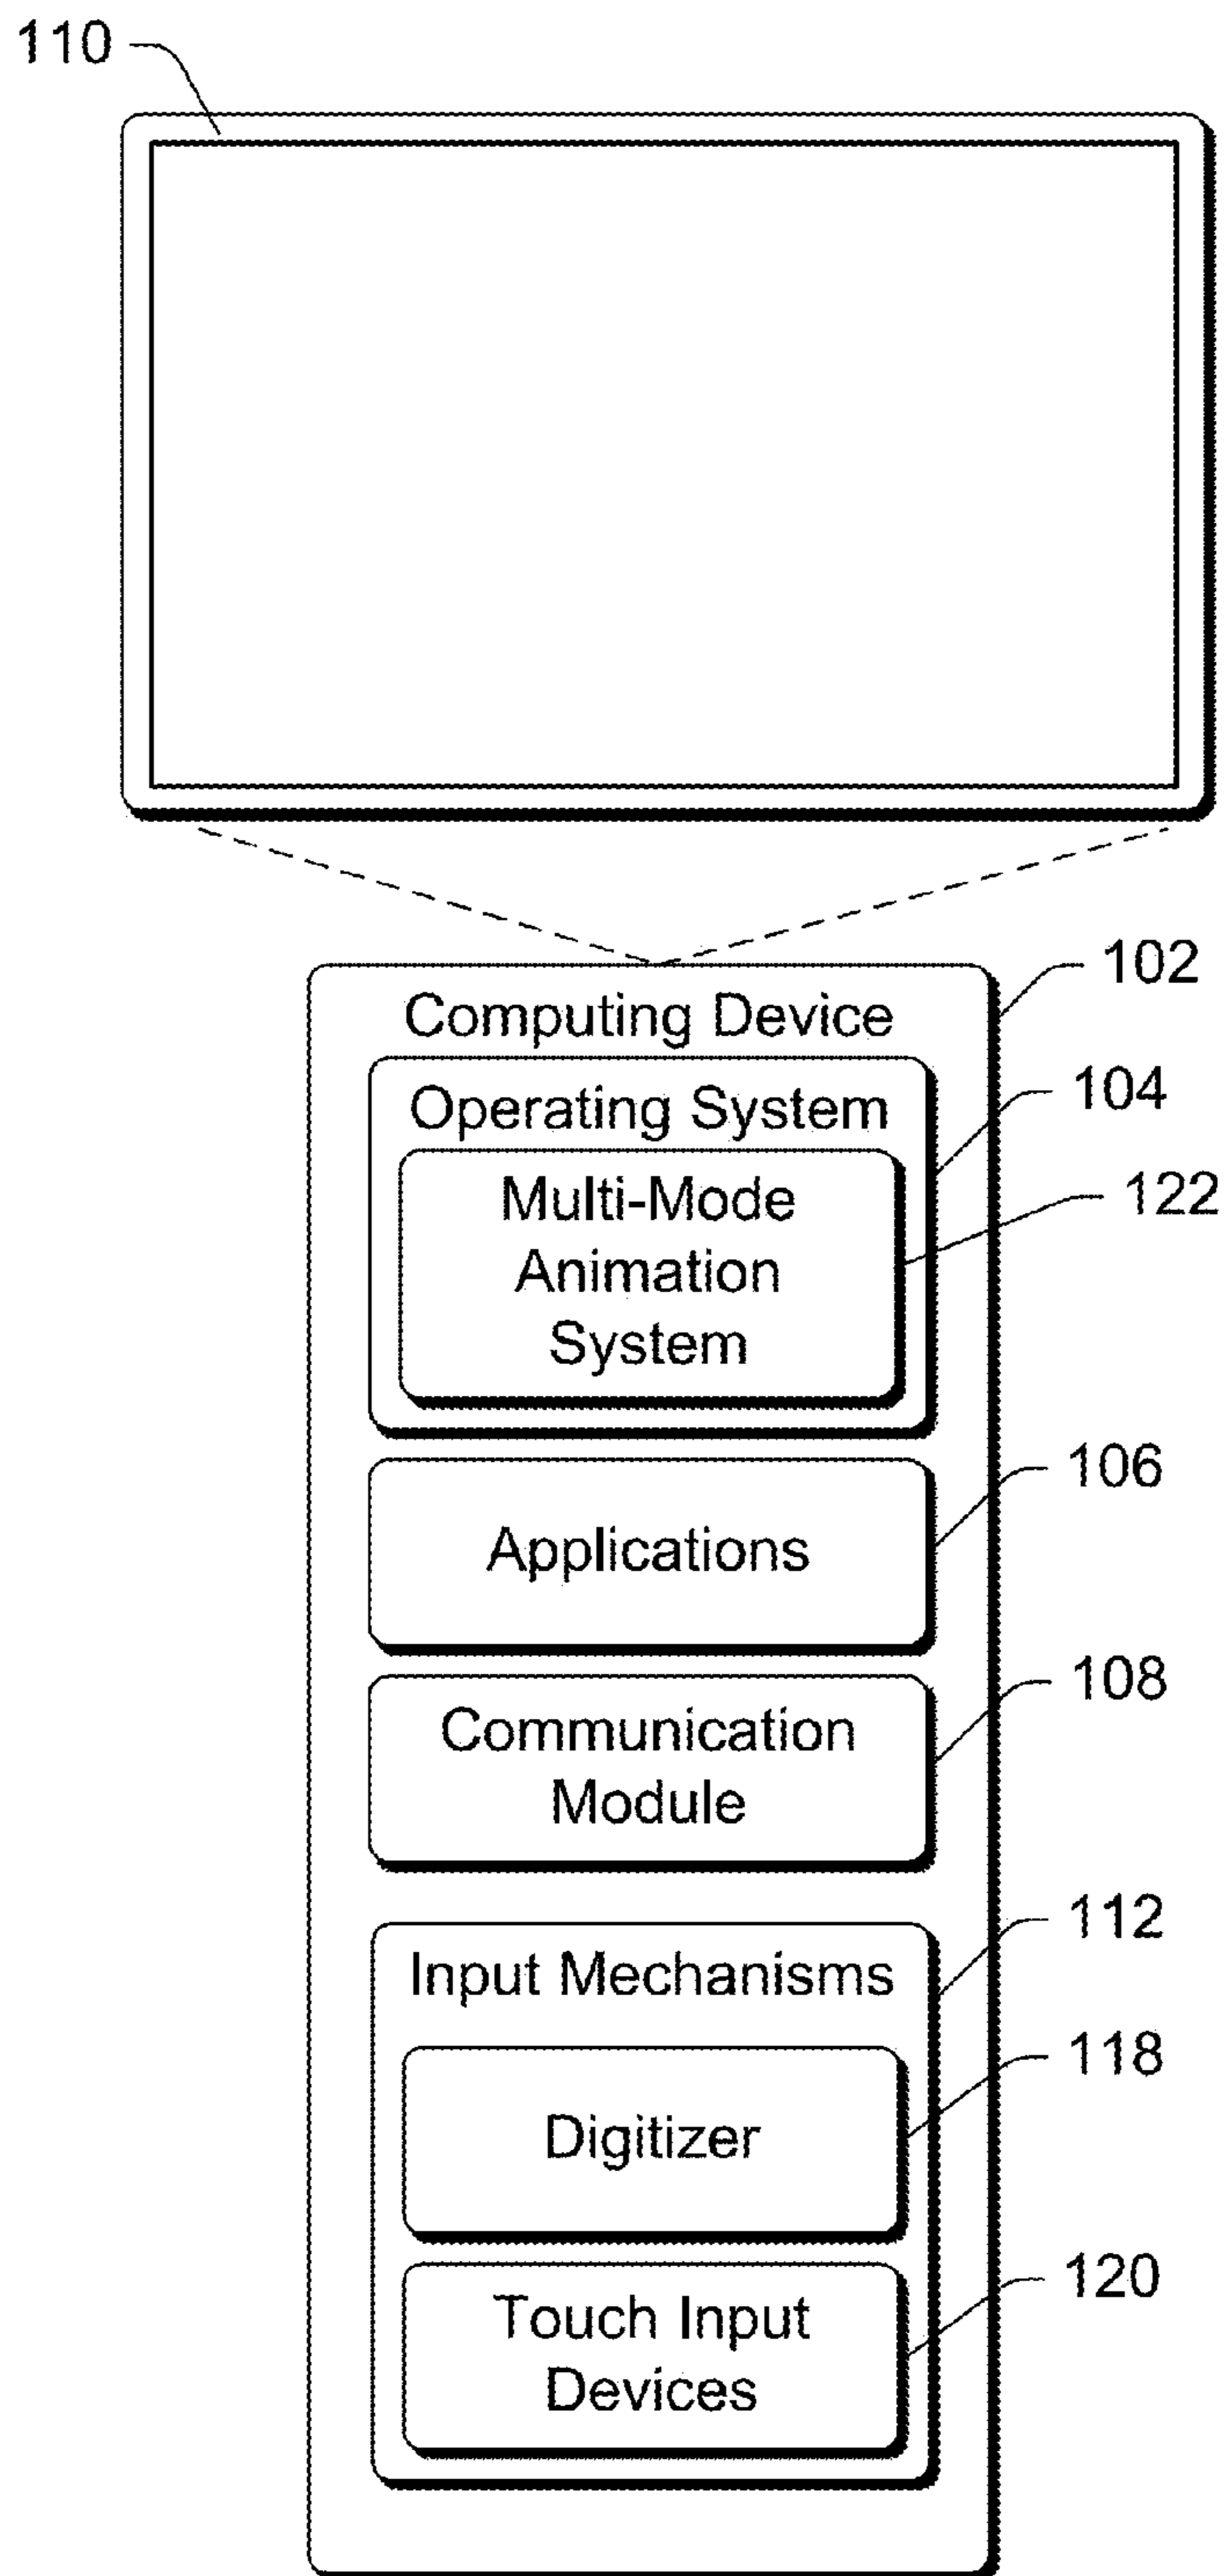 110
102
Computing Device
104
Operating System
122
Multi-Mode
Animation
System
106
Applications
108
Communication
Module
112
Input Mechanisms
118
Digitizer
120
Touch Input
Devices